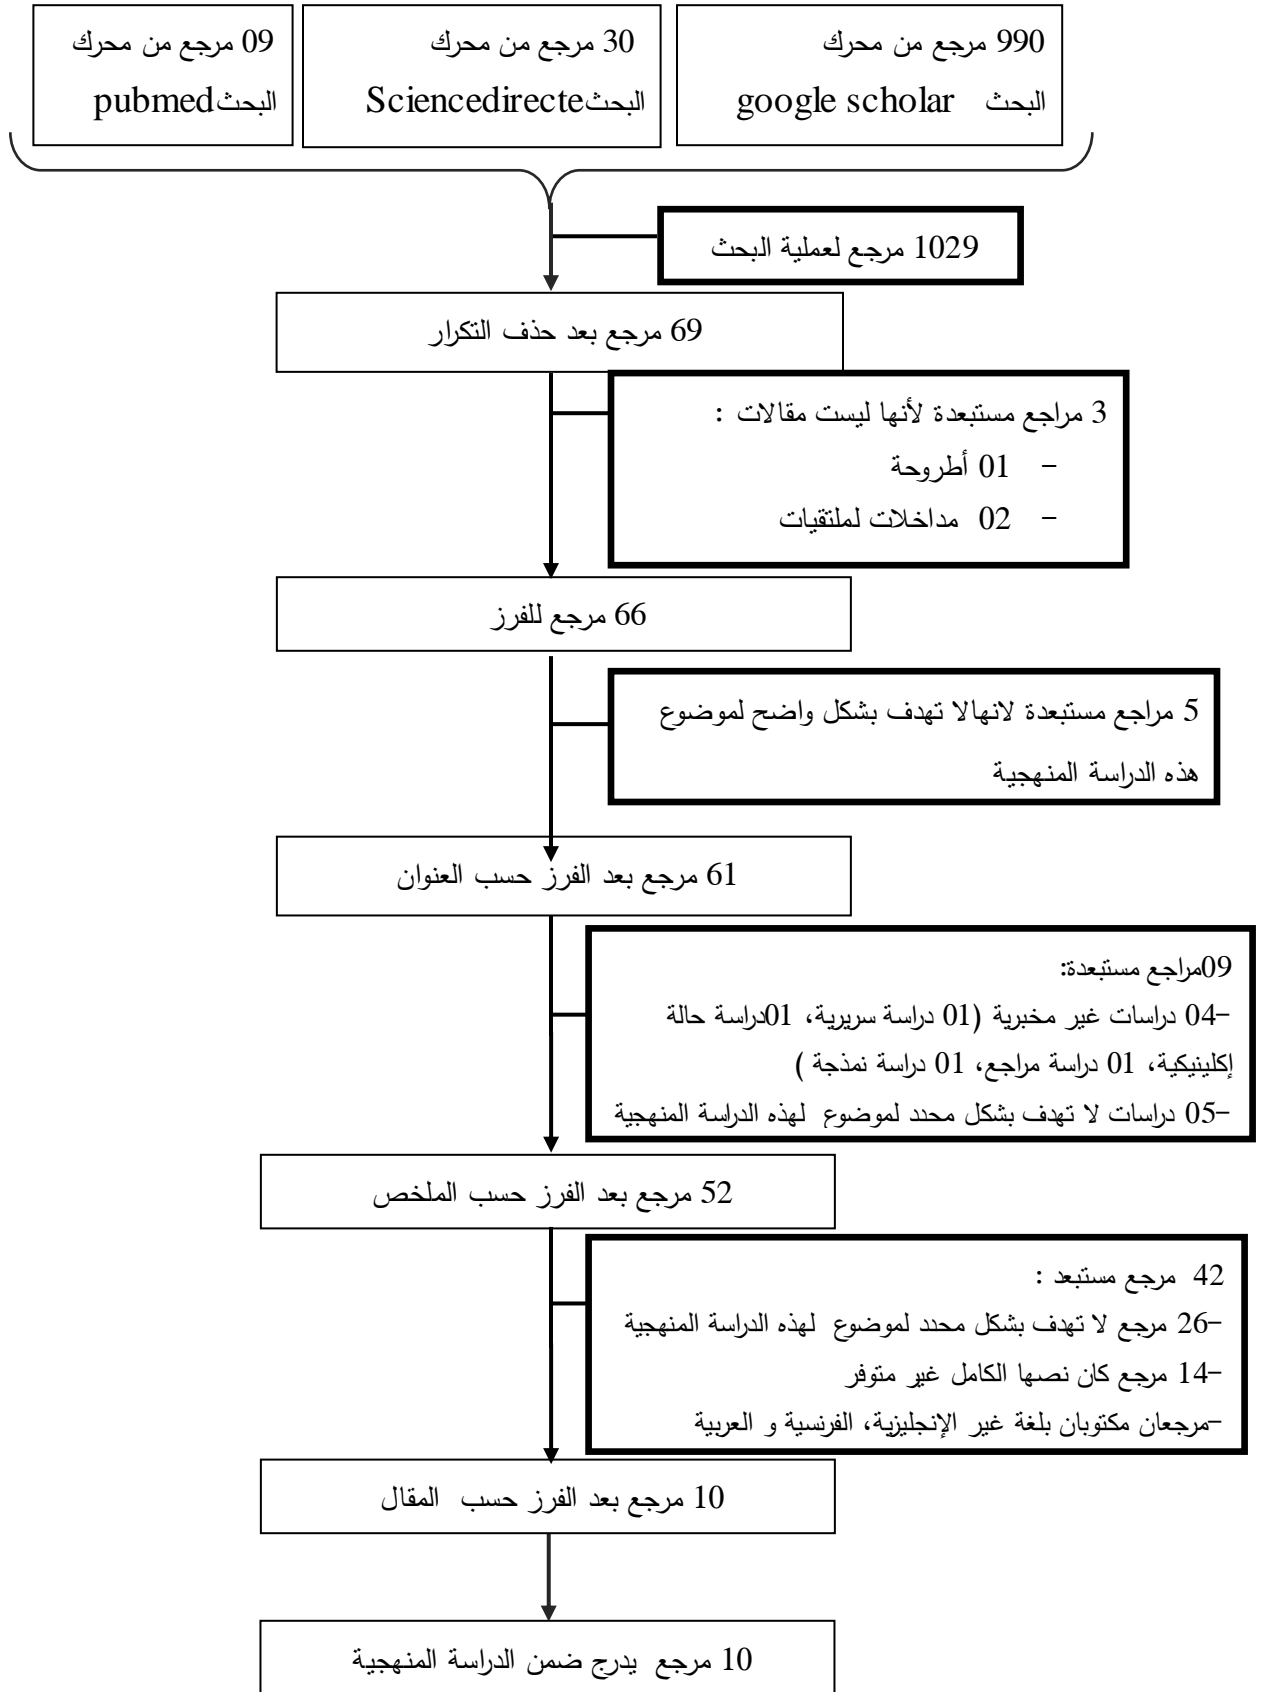 990 مرجع من محرك
البحث google scholar
30 مرجع من محرك
البحثSciencedirecte
09 مرجع من محرك
البحثpubmed
1029 مرجع لعملية البحث
69 مرجع بعد حذف التكرار
3 مراجع مستبعدة لأنها ليست مقالات :
- 01 أطروحة
- 02 مداخلات لملتقيات
66 مرجع للفرز
5 مراجع مستبعدة لانهالا تهدف بشكل واضح لموضوع
هذه الدراسة المنهجية
61 مرجع بعد الفرز حسب العنوان
09مراجع مستبعدة:
-04 دراسات غير مخبرية (01 دراسة سريرية، 01دراسة حالة
إكلينيكية، 01 دراسة مراجع، 01 دراسة نمذجة )
-05 دراسات لا تهدف بشكل محدد لموضوع لهذه الدراسة المنهجية
52 مرجع بعد الفرز حسب الملخص
42 مرجع مستبعد :
-26 مرجع لا تهدف بشكل محدد لموضوع لهذه الدراسة المنهجية
-14 مرجع كان نصها الكامل غير متوفر
-مرجعان مكتوبان بلغة غير الإنجليزية، الفرنسية و العربية
10 مرجع بعد الفرز حسب المقال
10 مرجع يدرج ضمن الدراسة المنهجية